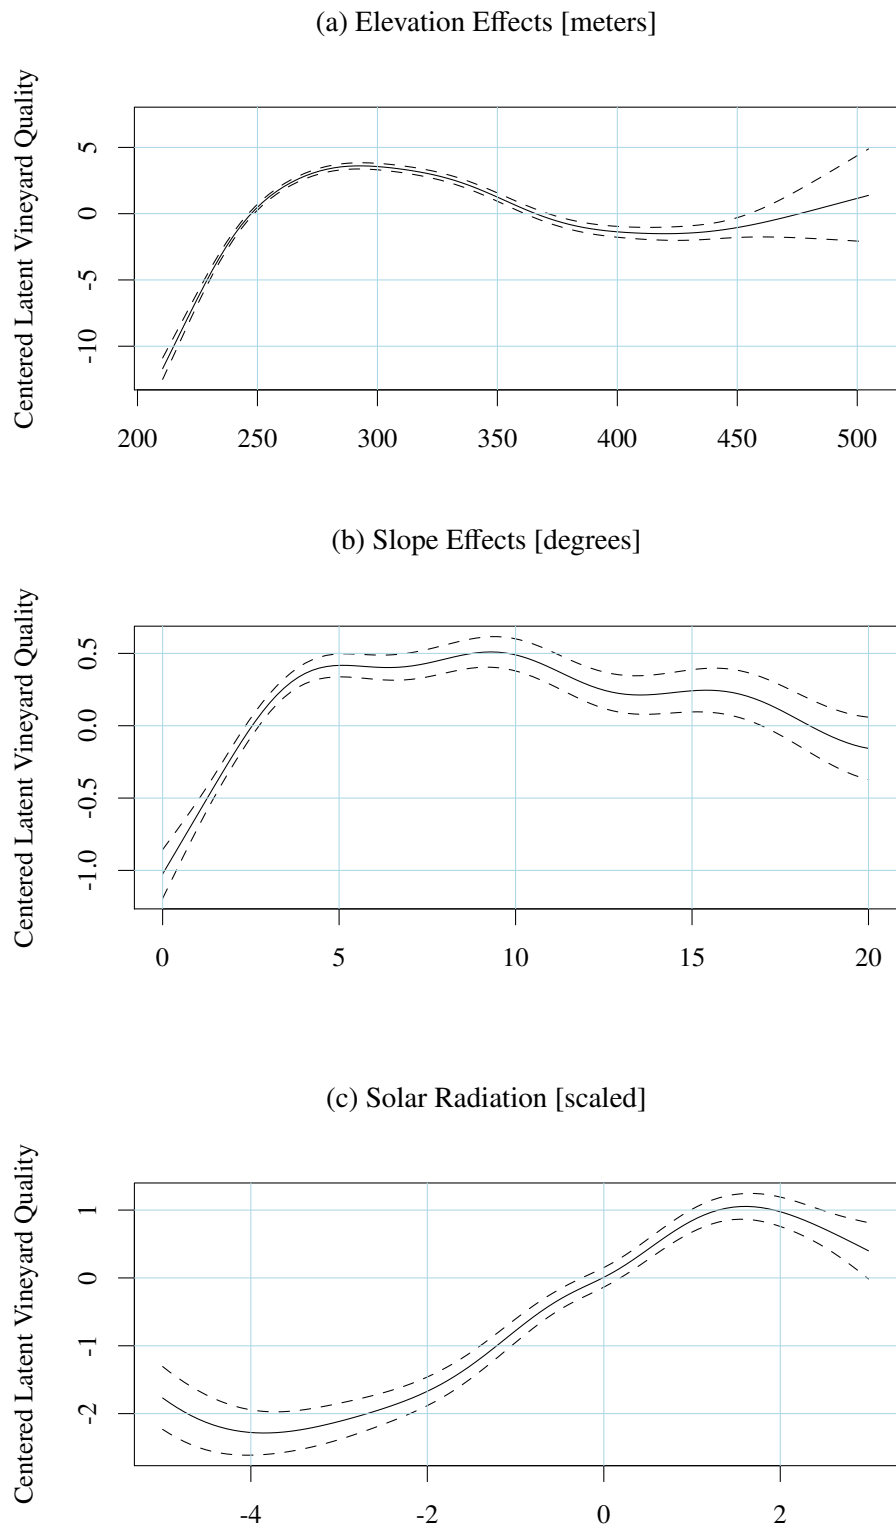 (a) Elevation Effects [meters]
Centered Latent Vineyard Quality
5
0
-5
-10
200 250 300 350 400 450 500
(b) Slope Effects [degrees]
Centered Latent Vineyard Quality
0.5
0.0
-0.5
-1.0
0 5 10 15 20
(c) Solar Radiation [scaled]
Centered Latent Vineyard Quality
1
0
-1
-2
-4 -2 0 2